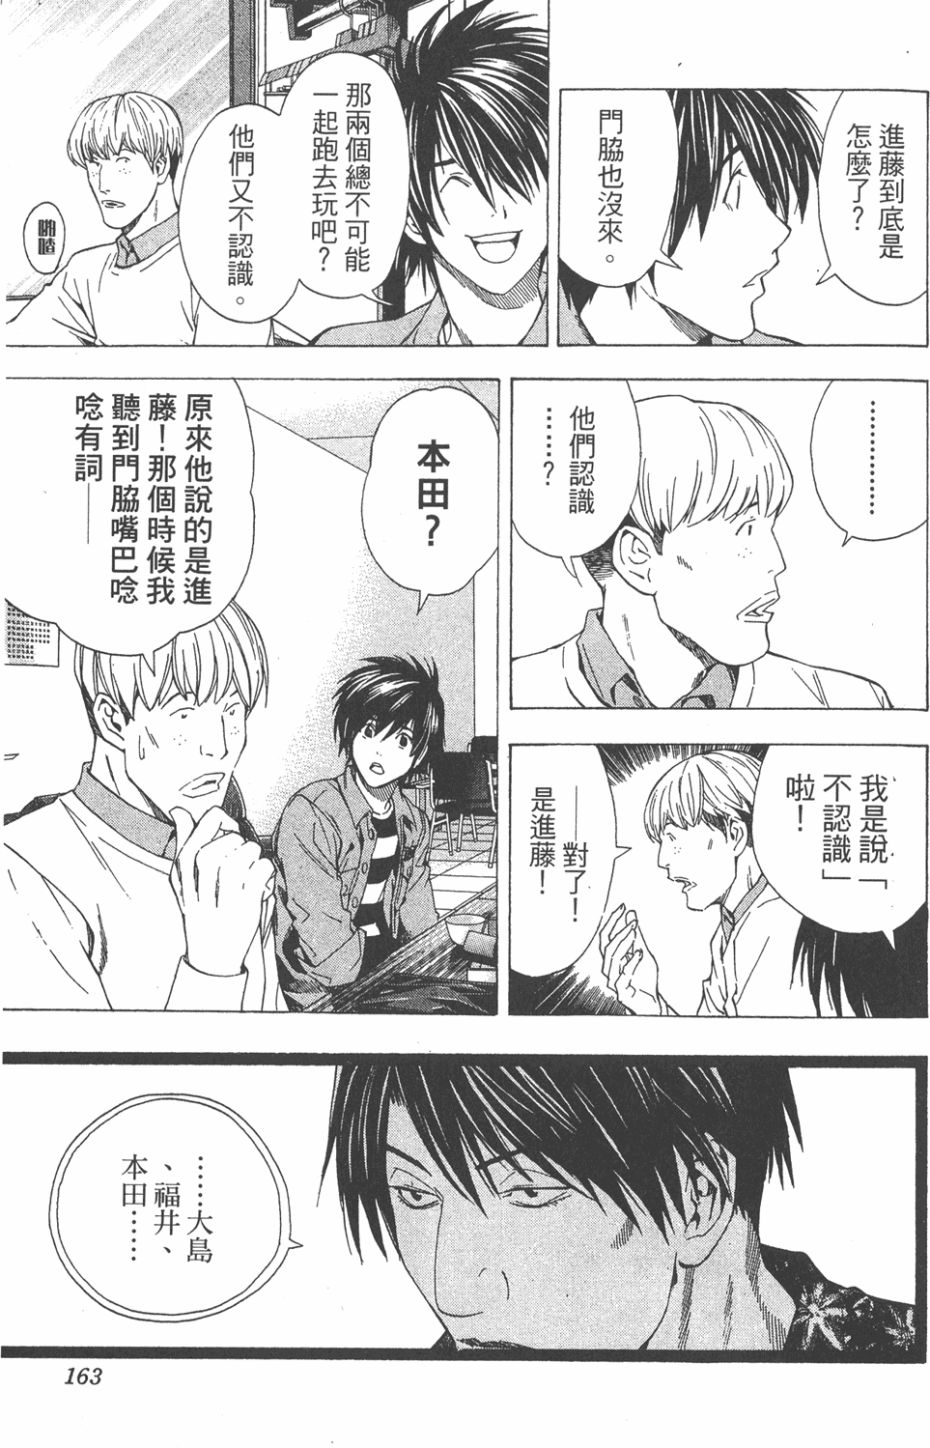 進藤到底是
怎麼了?
門脇也沒來。
那兩個總不可能
一起跑去玩吧?
他們又不認識。
…………
他們認識
……?
我是說「
不認識」
啦!
——對了!
是進藤!
本田?
原來他說的是進
藤!那個時候我
聽到門脇嘴巴唸
唸有詞——
……大島
、福井、
本田……
163